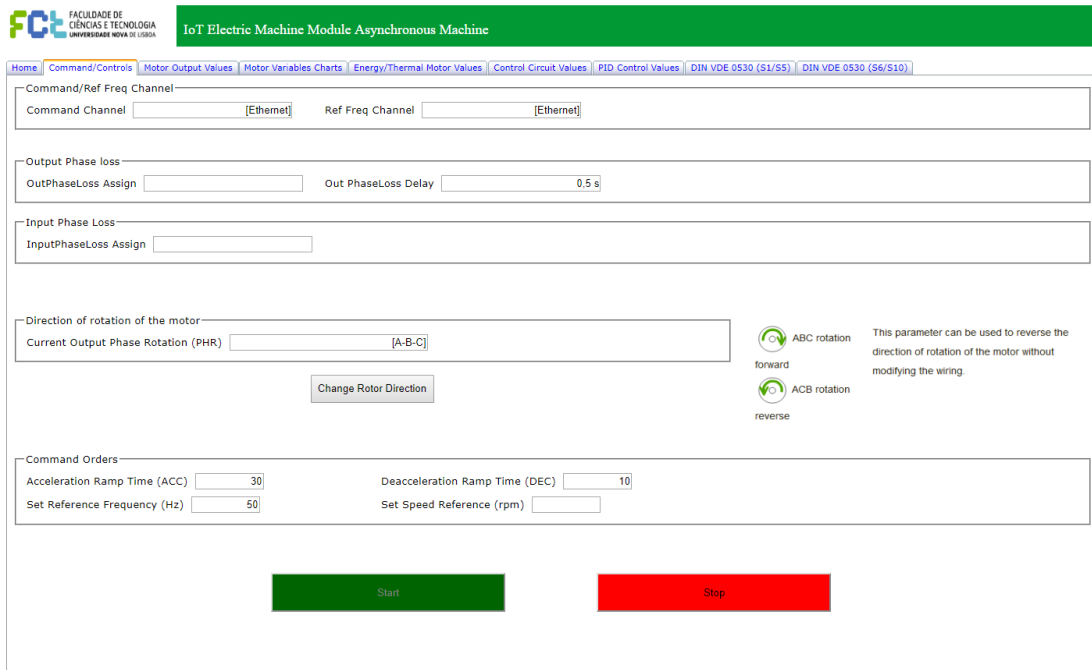 FCT FACULDADE DE
CIÊNCIAS E TECNOLOGIA
UNIVERSIDADE NOVA DE LISBOA
IoT Electric Machine Module Asynchronous Machine
Home Command/Controls Motor Output Values Motor Variables Charts Energy/Thermal Motor Values Control Circuit Values PID Control Values DIN VDE 0530 (S1/S5) DIN VDE 0530 (S6/S10)
Command/Ref Freq Channel
Command Channel [Ethernet] Ref Freq Channel [Ethernet]
Output Phase loss
OutPhaseLoss Assign Out PhaseLoss Delay 0,5 s
Input Phase Loss
InputPhaseLoss Assign
Direction of rotation of the motor
Current Output Phase Rotation (PHR) [A-B-C]
Change Rotor Direction
ABC rotation
forward
ACB rotation
reverse
This parameter can be used to reverse the
direction of rotation of the motor without
modifying the wiring.
Command Orders
Acceleration Ramp Time (ACC) 30 Deacceleration Ramp Time (DEC) 10
Set Reference Frequency (Hz) 50 Set Speed Reference (rpm)
Start Stop